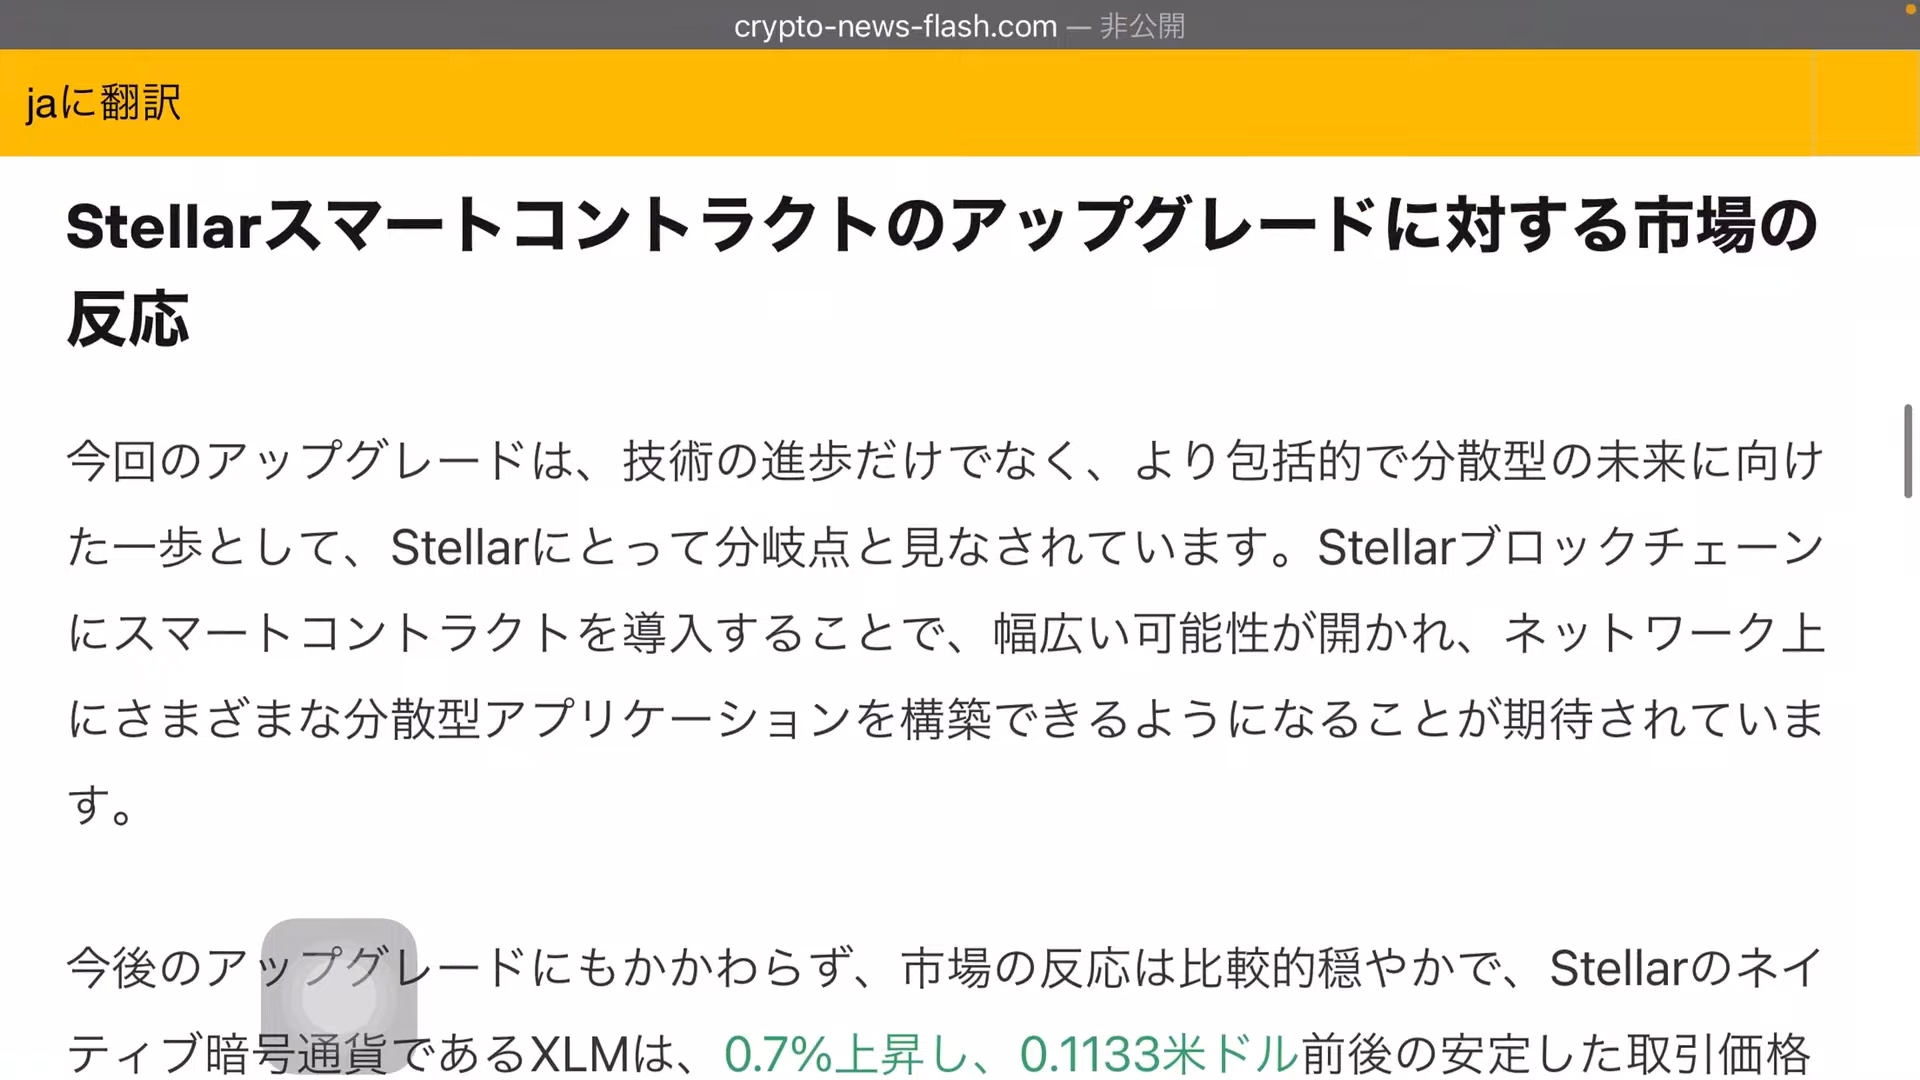 crypto-news-flash.com — 非公開
jaに翻訳
Stellarスマートコントラクトのアップグレードに対する市場の
反応
今回のアップグレードは、技術の進歩だけでなく、より包括的で分散型の未来に向け
た一歩として、Stellarにとって分岐点と見なされています。Stellarブロックチェーン
にスマートコントラクトを導入することで、幅広い可能性が開かれ、ネットワーク上
にさまざまな分散型アプリケーションを構築できるようになることが期待されていま
す。
今後のアップグレードにもかかわらず、市場の反応は比較的穏やかで、Stellarのネイ
ティブ暗号通貨であるXLMは、0.7%上昇し、0.1133米ドル前後の安定した取引価格